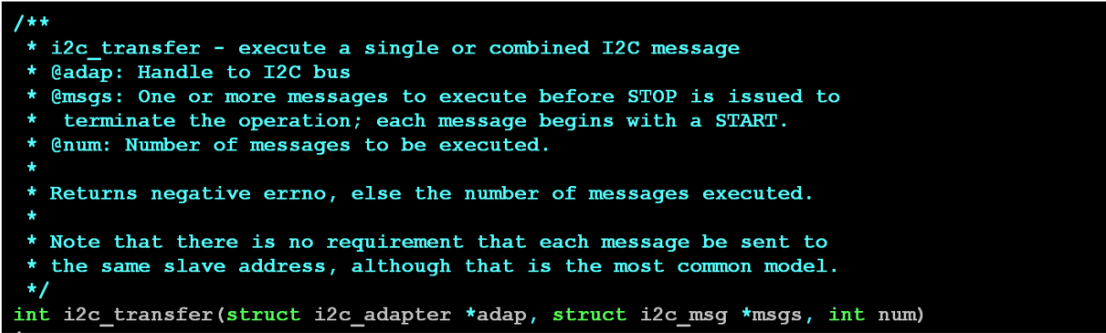 /**
 * i2c_transfer - execute a single or combined I2C message
 * @adap: Handle to I2C bus
 * @msgs: One or more messages to execute before STOP is issued to
 *  terminate the operation; each message begins with a START.
 * @num: Number of messages to be executed.
 *
 * Returns negative errno, else the number of messages executed.
 *
 * Note that there is no requirement that each message be sent to
 * the same slave address, although that is the most common model.
 */
int i2c_transfer(struct i2c_adapter *adap, struct i2c_msg *msgs, int num)